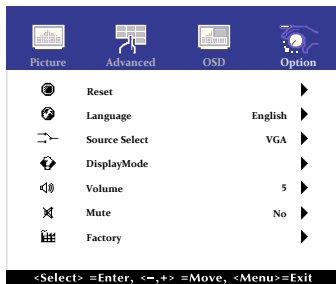 Picture Advanced OSD Option
Reset
Language English
Source Select VGA
DisplayMode
Volume 5
Mute No
Factory
<Select> =Enter, <−,+> =Move, <Menu>=Exit